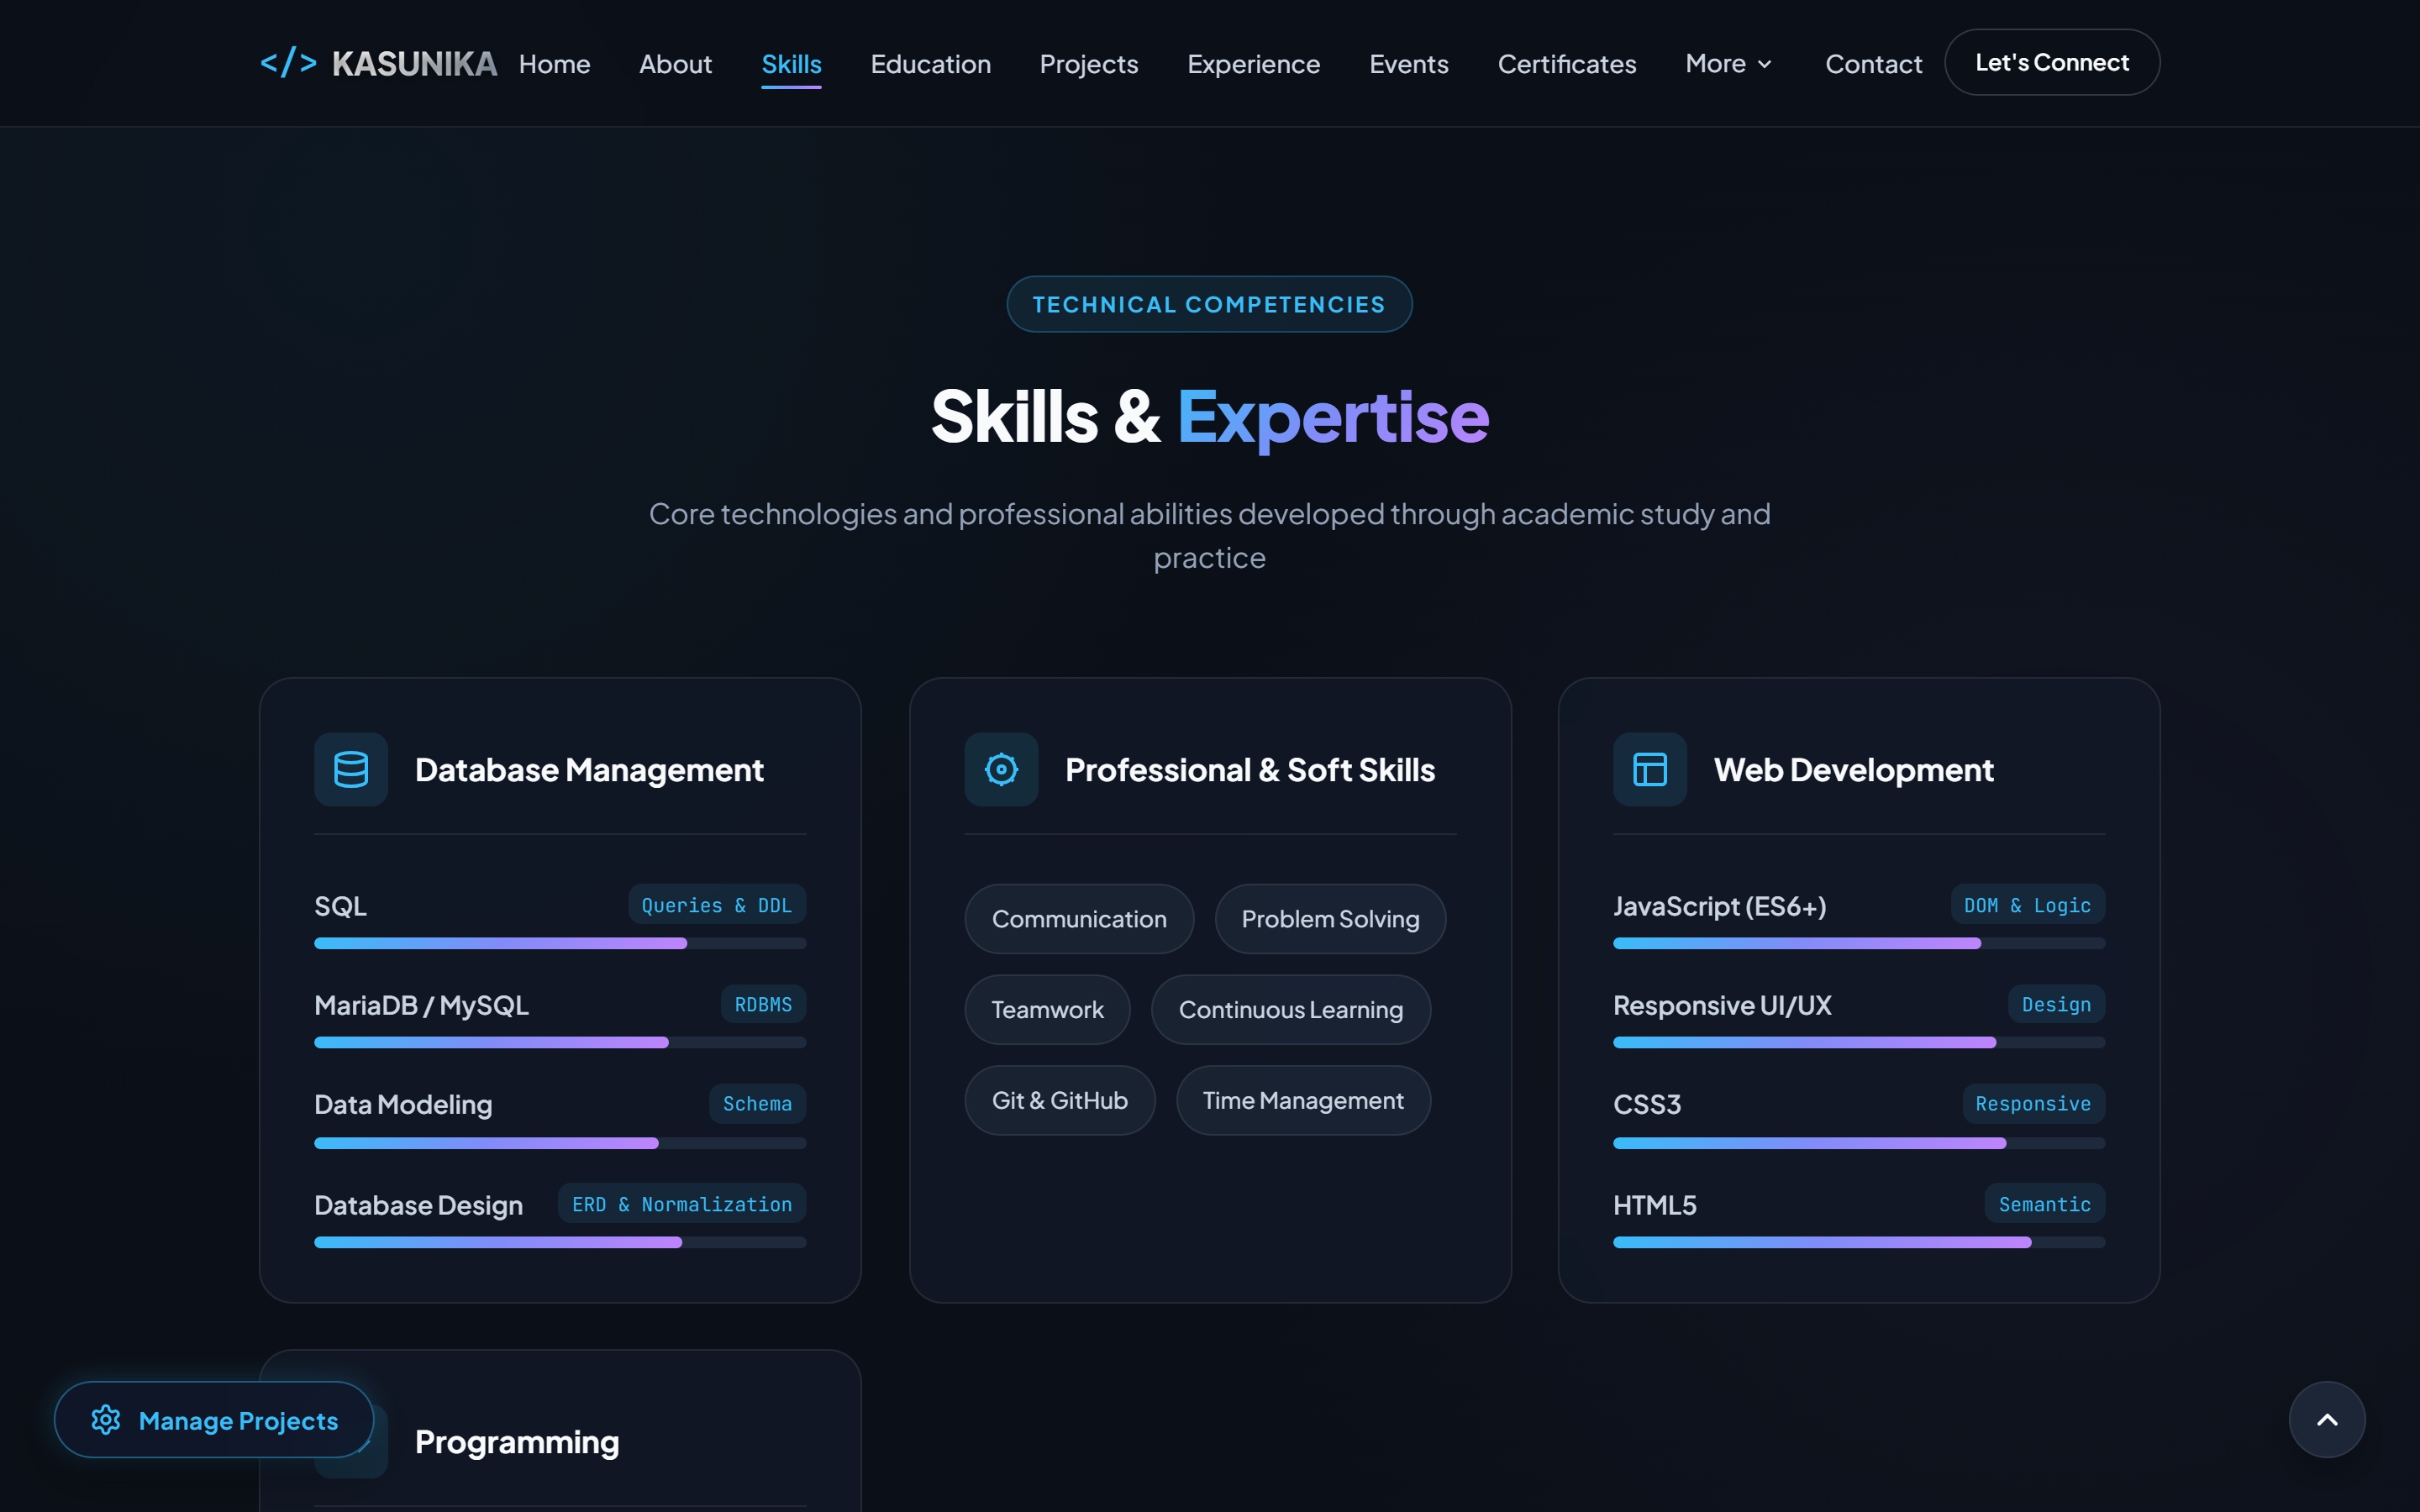 </> KASUNIKA Home About Skills Education Projects Experience Events Certificates More Contact Let's Connect
TECHNICAL COMPETENCIES
Skills & Expertise
Core technologies and professional abilities developed through academic study and
practice
Database Management
SQL Queries & DDL
MariaDB / MySQL RDBMS
Data Modeling Schema
Database Design ERD & Normalization
Professional & Soft Skills
Communication Problem Solving
Teamwork Continuous Learning
Git & GitHub Time Management
Web Development
JavaScript (ES6+) DOM & Logic
Responsive UI/UX Design
CSS3 Responsive
HTML5 Semantic
Manage Projects
Programming